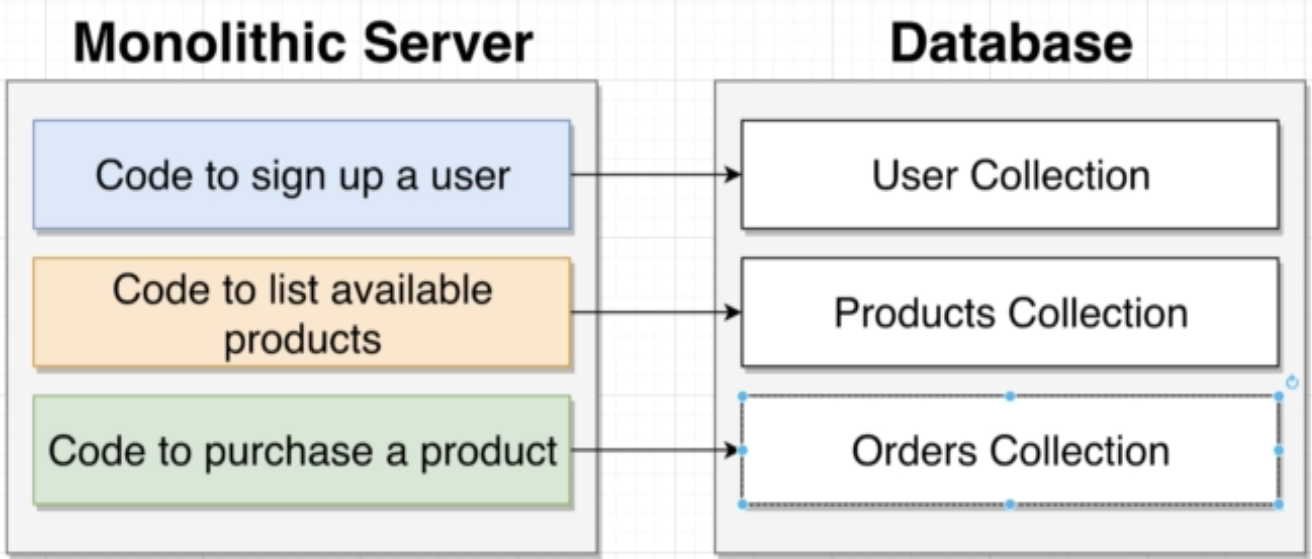 Monolithic Server
Database
Code to sign up a user
User Collection
Code to list available
products
Products Collection
Code to purchase a product
Orders Collection